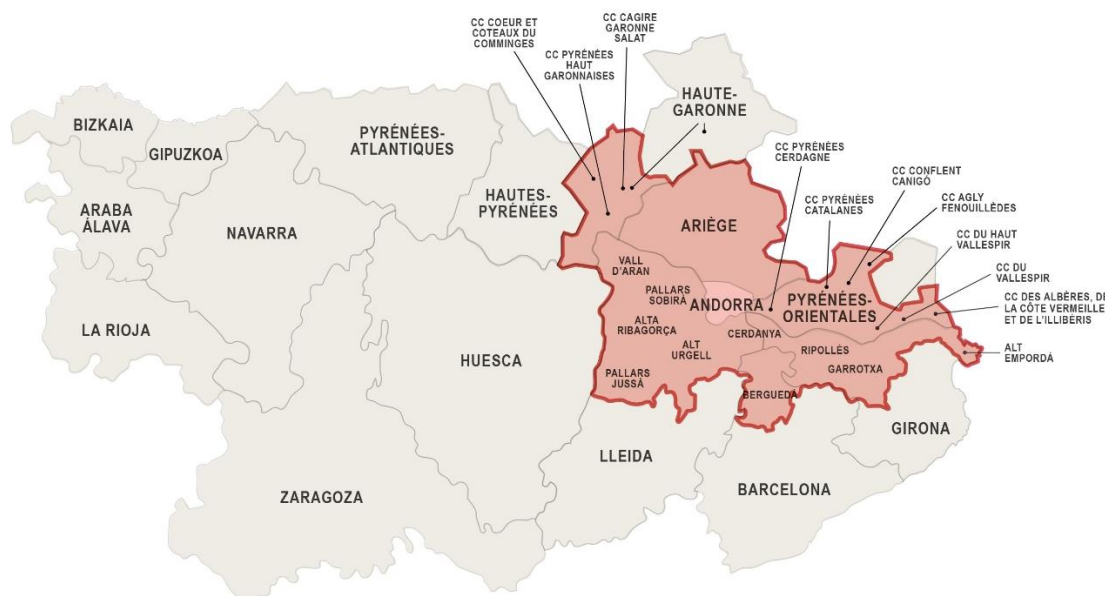 CC COEUR ET
COTEAUX DU
COMMINGES
CC CAGIRE
GARONNE
SALAT
CC PYRÉNÉES
HAUT
GARONNAISES
HAUTE-
GARONNE
BIZKAIA
GIPUZKOA
PYRÉNÉES-
ATLANTIQUES
CC PYRÉNÉES
CERDAGNE
CC CONFLENT
CANIGÓ
HAUTES-
PYRÉNÉES
CC PYRÉNÉES
CATALANES
CC AGLY
FENOUILLÈDES
ARABA
ÁLAVA
NAVARRA
ARIÈGE
CC DU HAUT
VALLESPIR
VALL
D'ARAN
CC DU
VALLESPIR
PALLARS
SOBIRÀ
ANDORRA
PYRÉNÉES-
ORIENTALES
CC DES ALBÈRES, DE
LA CÔTE VERMEILLE
ET DE L'ILLIBÉRIS
LA RIOJA
ALTA
RIBAGORÇA
CERDANYA
ALT
URGELL
RIPOLLÈS
ALT
EMPORDÁ
HUESCA
PALLARS
JUSSÀ
GARROTXA
BERGUEDÀ
GIRONA
LLEIDA
BARCELONA
ZARAGOZA